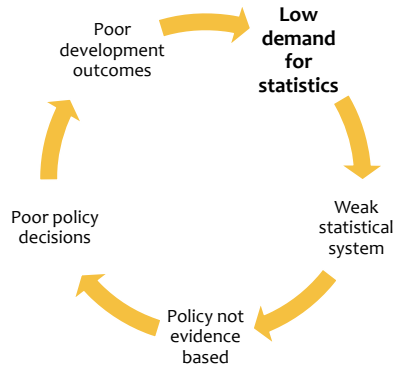 Low
demand
for
statistics
Weak
statistical
system
Policy not
evidence
based
Poor policy
decisions
Poor
development
outcomes